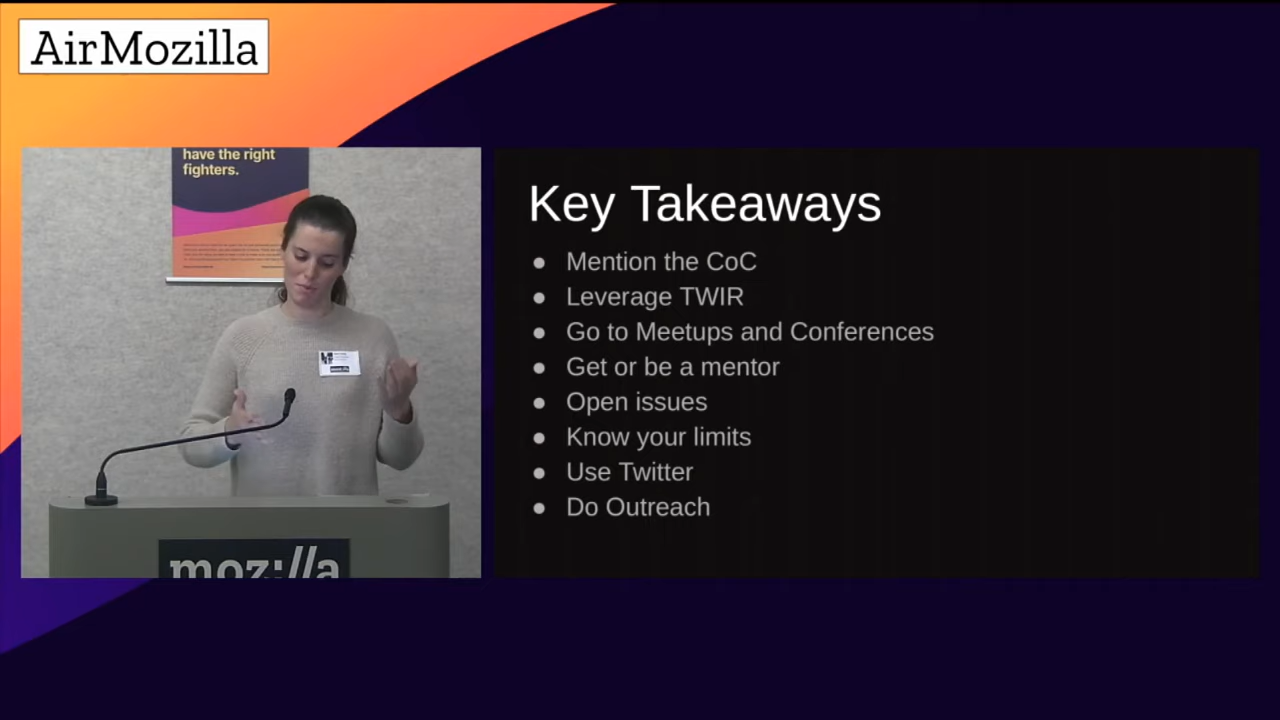 AirMozilla
have the right
fighters.
moz://a
Key Takeaways
● Mention the CoC
● Leverage TWIR
● Go to Meetups and Conferences
● Get or be a mentor
● Open issues
● Know your limits
● Use Twitter
● Do Outreach